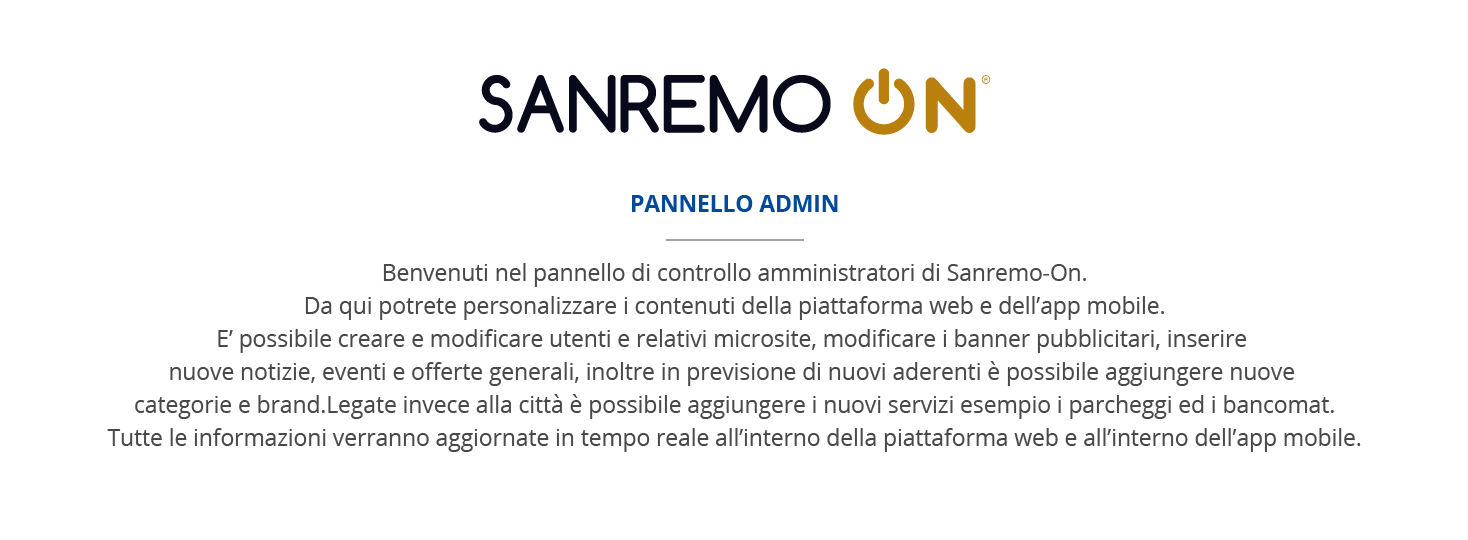 SANREMO ON®
PANNELLO ADMIN
Benvenuti nel pannello di controllo amministratori di Sanremo-On.
Da qui potrete personalizzare i contenuti della piattaforma web e dell’app mobile.
E’ possibile creare e modificare utenti e relativi microsite, modificare i banner pubblicitari, inserire
nuove notizie, eventi e offerte generali, inoltre in previsione di nuovi aderenti è possibile aggiungere nuove
categorie e brand.Legate invece alla città è possibile aggiungere i nuovi servizi esempio i parcheggi ed i bancomat.
Tutte le informazioni verranno aggiornate in tempo reale all’interno della piattaforma web e all’interno dell’app mobile.